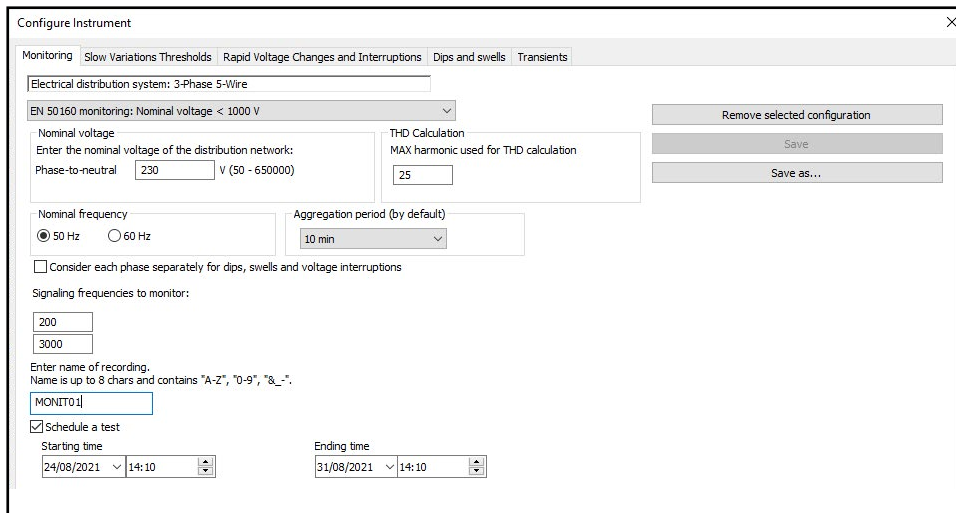 Configure Instrument
Monitoring Slow Variations Thresholds Rapid Voltage Changes and Interruptions Dips and swells Transients
Electrical distribution system: 3-Phase 5-Wire
EN 50160 monitoring: Nominal voltage < 1000 V
Remove selected configuration
Save
Save as...
Nominal voltage
Enter the nominal voltage of the distribution network:
Phase-to-neutral 230 V (50 - 650000)
THD Calculation
MAX harmonic used for THD calculation
25
Nominal frequency
50 Hz 60 Hz
Aggregation period (by default)
10 min
Consider each phase separately for dips, swells and voltage interruptions
Signaling frequencies to monitor:
200
3000
Enter name of recording.
Name is up to 8 chars and contains "A-Z", "0-9", "&_-".
MONIT01
Schedule a test
Starting time
24/08/2021 14:10
Ending time
31/08/2021 14:10